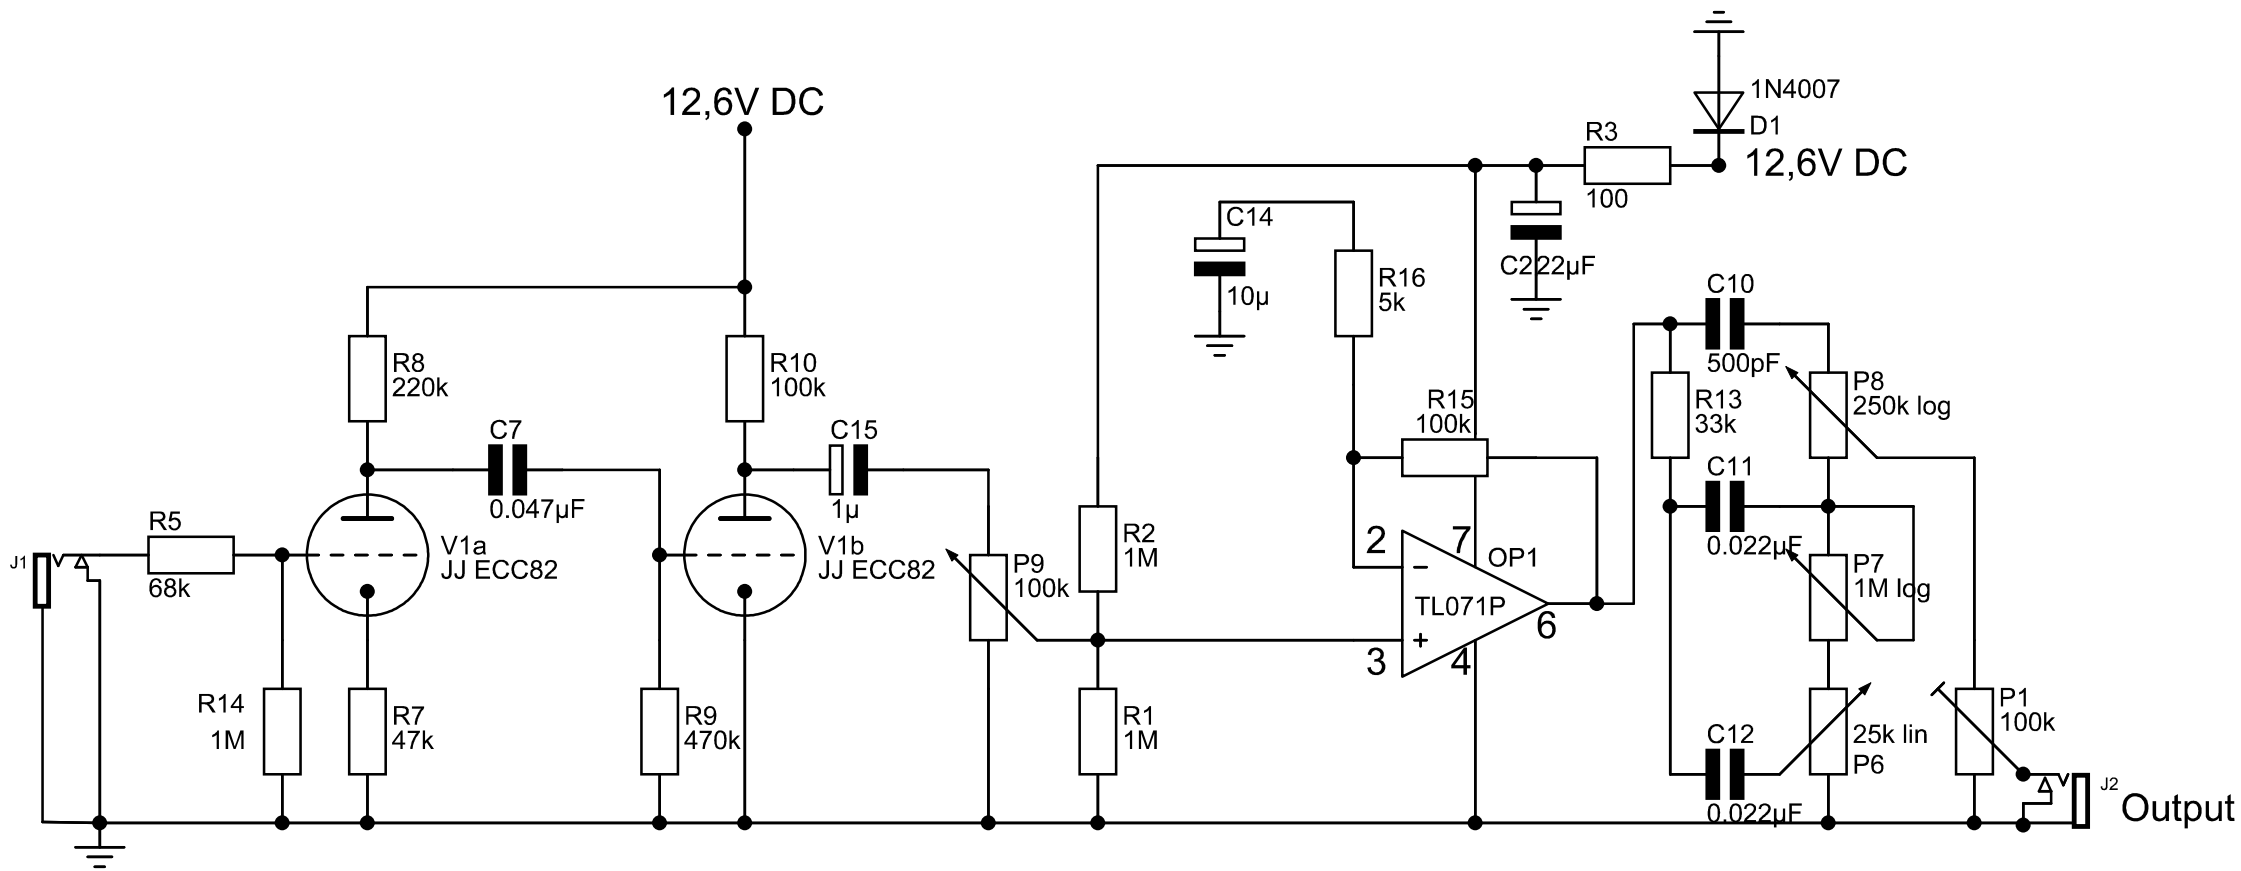 12,6V DC
1N4007
D1
12,6V DC
R3
100
C14
10µ
R16
5k
C2
22µF
C10
500pF
R8
220k
R10
100k
P8
250k log
R13
33k
R15
100k
C7
0.047µF
C15
1µ
C11
0.022µF
R5
68k
J1
V1a
JJ ECC82
V1b
JJ ECC82
P9
100k
R2
1M
2
7
OP1
−
TL071P
6
+
3
4
P7
1M log
R14
1M
R7
47k
R9
470k
R1
1M
C12
0.022µF
25k lin
P6
P1
100k
J2
Output